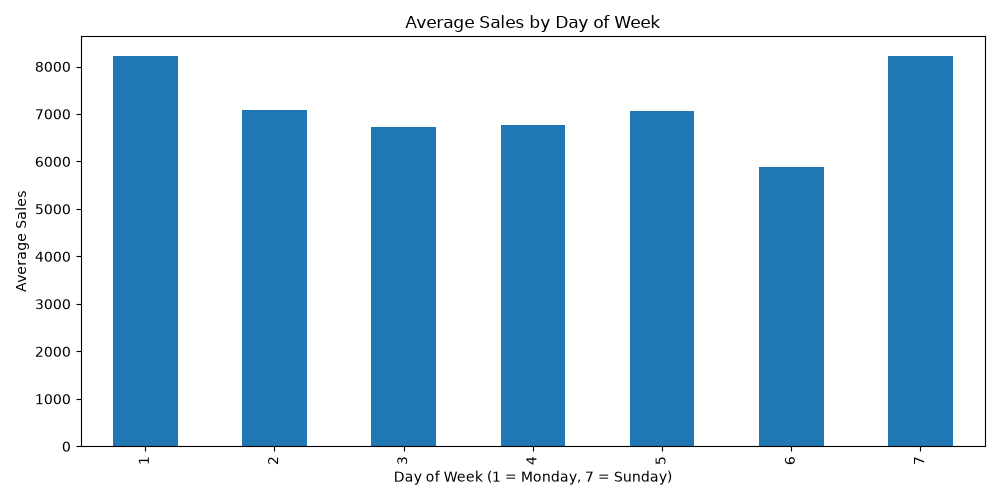 Average Sales by Day of Week
Average Sales
8000
7000
6000
5000
4000
3000
2000
1000
0
1 2 3 4 5 6 7
Day of Week (1 = Monday, 7 = Sunday)